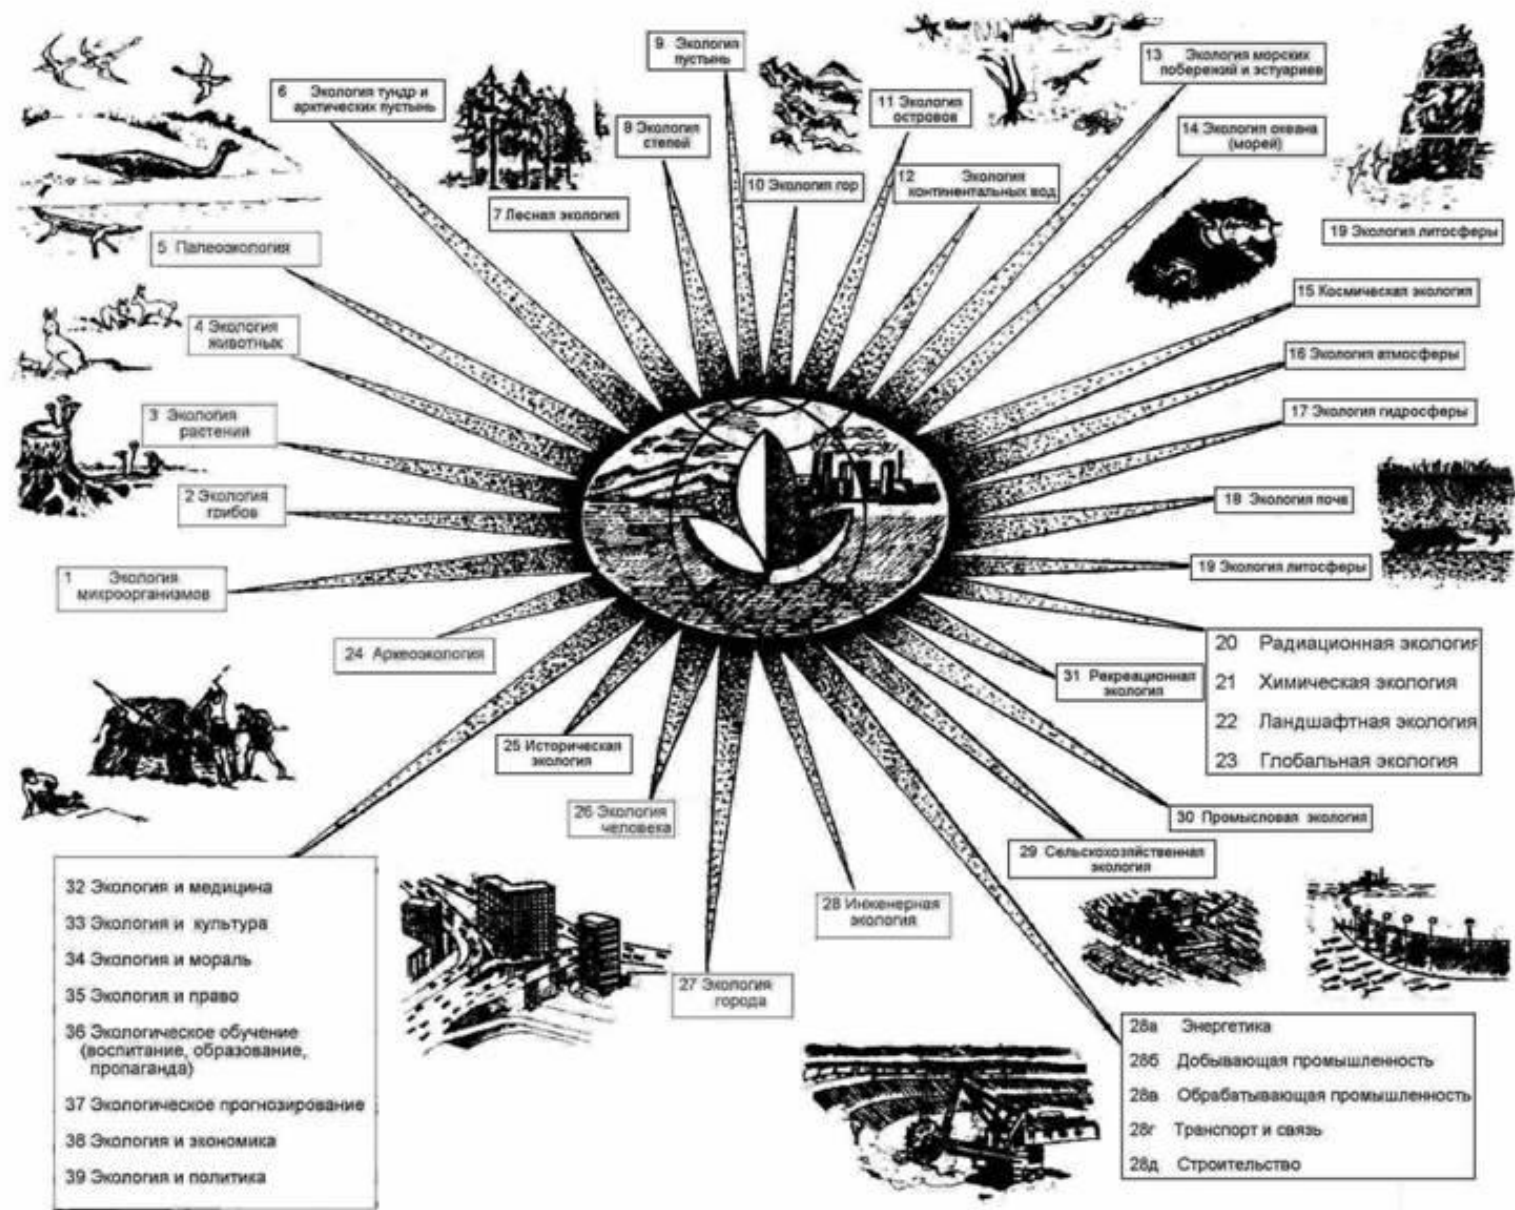 9 Экология
пустынь
13 Экология морских
побережий и эстуариев
6 Экология тундр и
арктических пустынь
11 Экология
островов
8 Экология
степей
14 Экология океана
(морей)
12 Экология
континентальных вод
10 Экология гор
7 Лесная экология
19 Экология литосферы
5 Палеоэкология
15 Космическая экология
4 Экология
животных
16 Экология атмосферы
3 Экология
растений
17 Экология гидросферы
2 Экология
грибов
18 Экология почв
19 Экология литосферы
1 Экология
микроорганизмов
24 Археоэкология
20 Радиационная экология
21 Химическая экология
22 Ландшафтная экология
23 Глобальная экология
31 Рекреационная
экология
25 Историческая
экология
26 Экология
человека
30 Промысловая экология
29 Сельскохозяйственная
экология
28 Инженерная
экология
27 Экология
города
32 Экология и медицина
33 Экология и культура
34 Экология и мораль
35 Экология и право
36 Экологическое обучение
(воспитание, образование,
пропаганда)
37 Экологическое прогнозирование
38 Экология и экономика
39 Экология и политика
28а Энергетика
28б Добывающая промышленность
28в Обрабатывающая промышленность
28г Транспорт и связь
28д Строительство